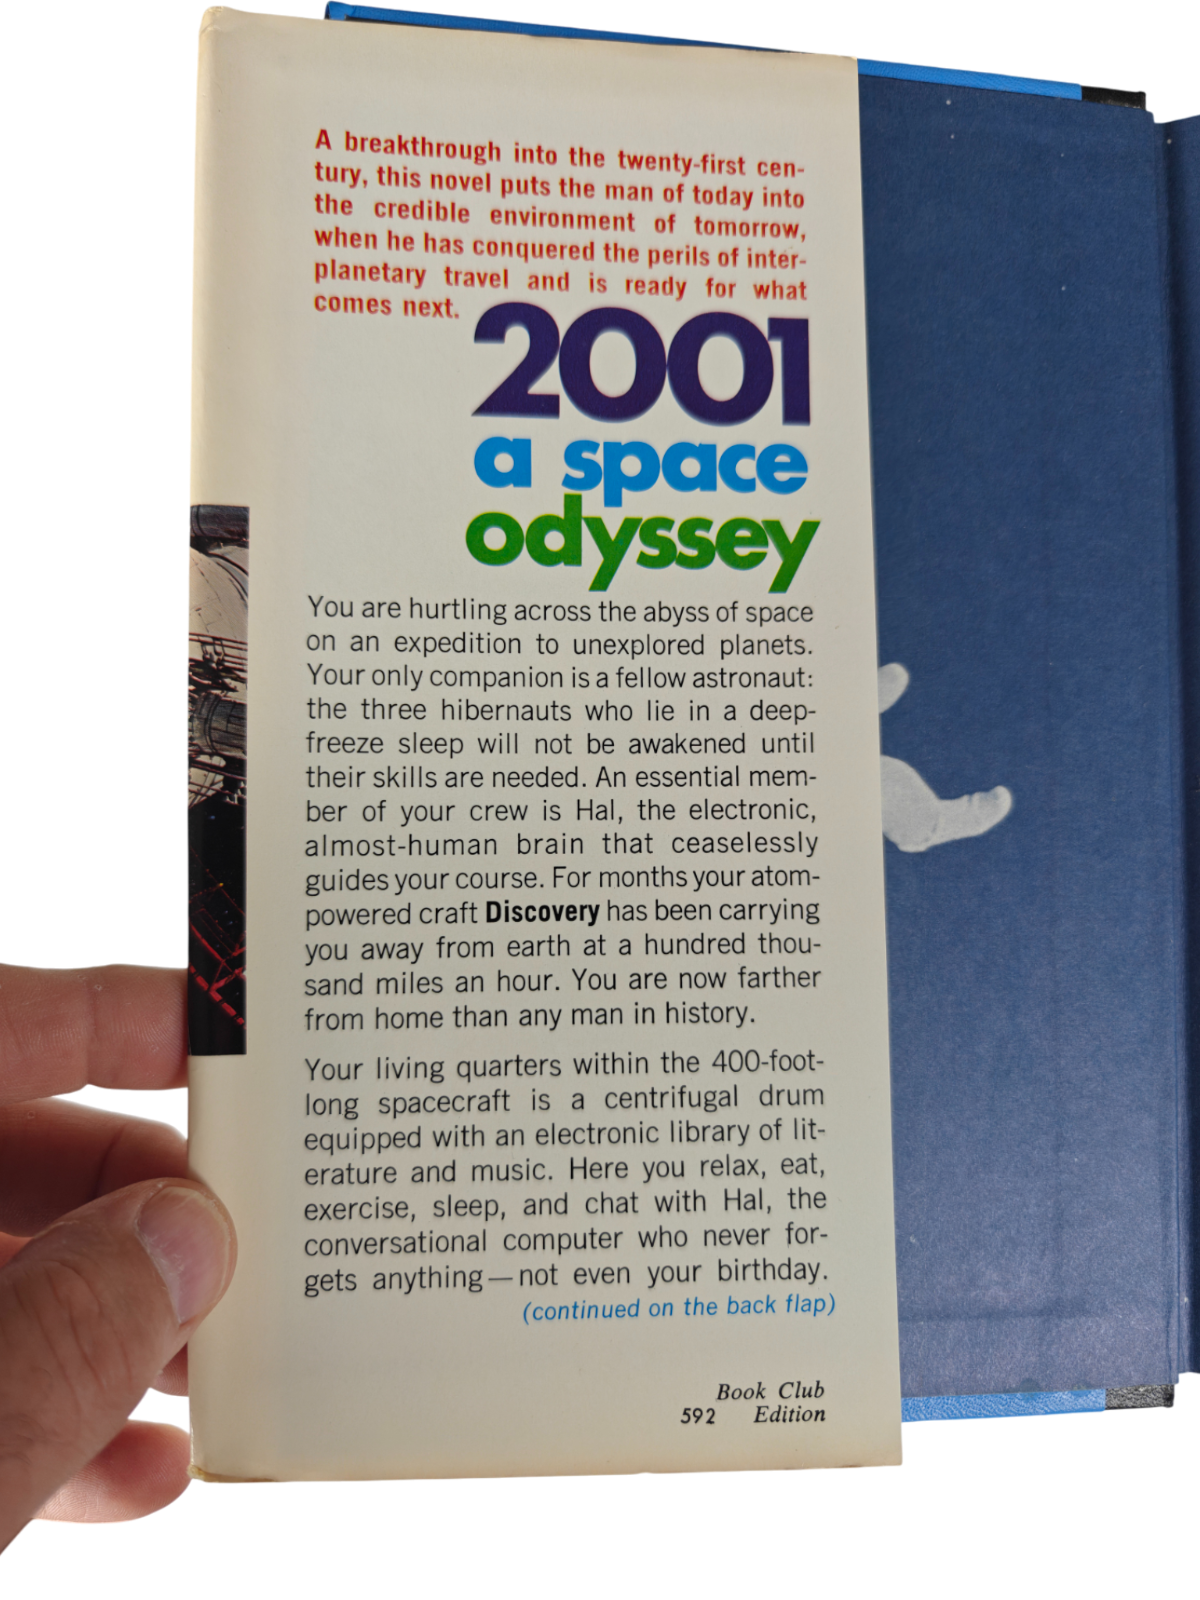 A breakthrough into the twenty-first cen-
tury, this novel puts the man of today into
the credible environment of tomorrow,
when he has conquered the perils of inter-
planetary travel and is ready for what
comes next.
2001
a space
odyssey
You are hurtling across the abyss of space
on an expedition to unexplored planets.
Your only companion is a fellow astronaut:
the three hibernauts who lie in a deep-
freeze sleep will not be awakened until
their skills are needed. An essential mem-
ber of your crew is Hal, the electronic,
almost-human brain that ceaselessly
guides your course. For months your atom-
powered craft Discovery has been carrying
you away from earth at a hundred thou-
sand miles an hour. You are now farther
from home than any man in history.
Your living quarters within the 400-foot-
long spacecraft is a centrifugal drum
equipped with an electronic library of lit-
erature and music. Here you relax, eat,
exercise, sleep, and chat with Hal, the
conversational computer who never for-
gets anything—not even your birthday.
(continued on the back flap)
Book Club
592 Edition